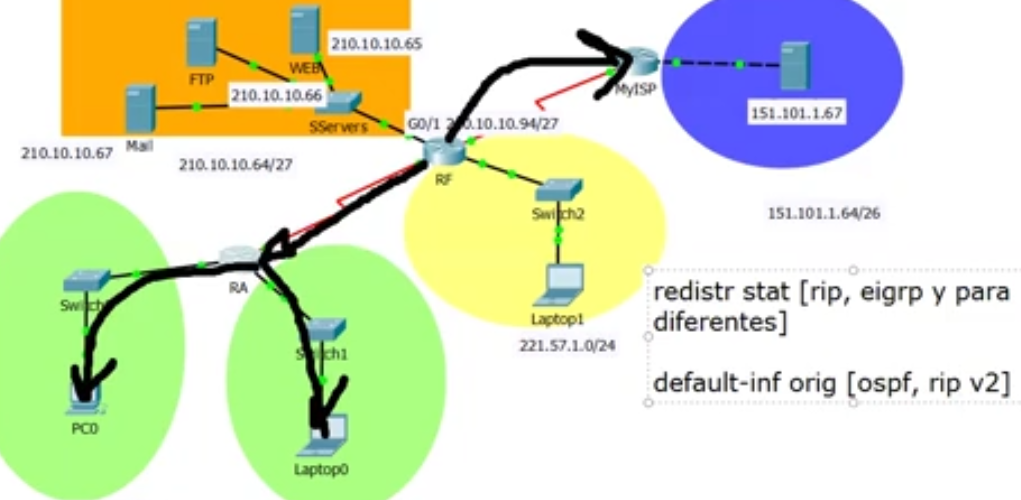 210.10.10.65
FTP
WEB
MyISP
210.10.10.66
151.101.1.67
SServers
G0/1 2 0.10.10.94/27
210.10.10.67
Mail
210.10.10.64/27
RF
Switch2
151.101.1.64/26
RA
redistr stat [rip, eigrp y para
diferentes]
Laptop1
Switch1
221.57.1.0/24
default-inf orig [ospf, rip v2]
PC0
Laptop0